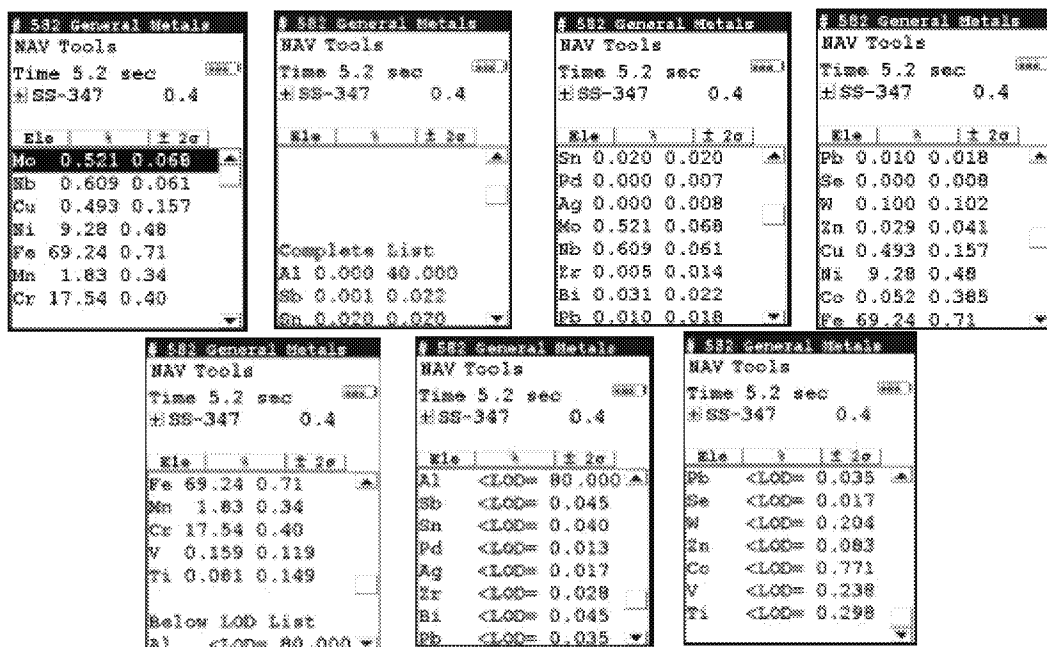 # 582 General Metals
NAV Tools
Time 5.2 sec
SS-347 0.4
Ele % ± 2σ
Mo 0.521 0.068
Nb 0.609 0.061
Cu 0.493 0.157
Ni 9.28 0.48
Fe 69.24 0.71
Mn 1.83 0.34
Cr 17.54 0.40
# 582 General Metals
NAV Tools
Time 5.2 sec
SS-347 0.4
Ele % ± 2σ
Complete List
Al 0.000 40.000
Sb 0.001 0.022
Sn 0.020 0.020
# 582 General Metals
NAV Tools
Time 5.2 sec
SS-347 0.4
Ele % ± 2σ
Sn 0.020 0.020
Pd 0.000 0.007
Ag 0.000 0.008
Mo 0.521 0.068
Nb 0.609 0.061
Zr 0.005 0.014
Bi 0.031 0.022
Pb 0.010 0.018
# 582 General Metals
NAV Tools
Time 5.2 sec
SS-347 0.4
Ele % ± 2σ
Pb 0.010 0.018
Se 0.000 0.008
W 0.100 0.102
Zn 0.029 0.041
Cu 0.493 0.157
Ni 9.28 0.48
Co 0.052 0.385
Fe 69.24 0.71
# 582 General Metals
NAV Tools
Time 5.2 sec
SS-347 0.4
Ele % ± 2σ
Fe 69.24 0.71
Mn 1.83 0.34
Cr 17.54 0.40
V 0.159 0.119
Ti 0.081 0.149
Below LOD List
Al <LOD= 80.000
# 582 General Metals
NAV Tools
Time 5.2 sec
SS-347 0.4
Ele % ± 2σ
Al <LOD= 80.000
Sb <LOD= 0.045
Sn <LOD= 0.040
Pd <LOD= 0.013
Ag <LOD= 0.017
Zr <LOD= 0.028
Bi <LOD= 0.045
Pb <LOD= 0.035
# 582 General Metals
NAV Tools
Time 5.2 sec
SS-347 0.4
Ele % ± 2σ
Pb <LOD= 0.035
Se <LOD= 0.017
W <LOD= 0.204
Zn <LOD= 0.083
Co <LOD= 0.771
V <LOD= 0.238
Ti <LOD= 0.298